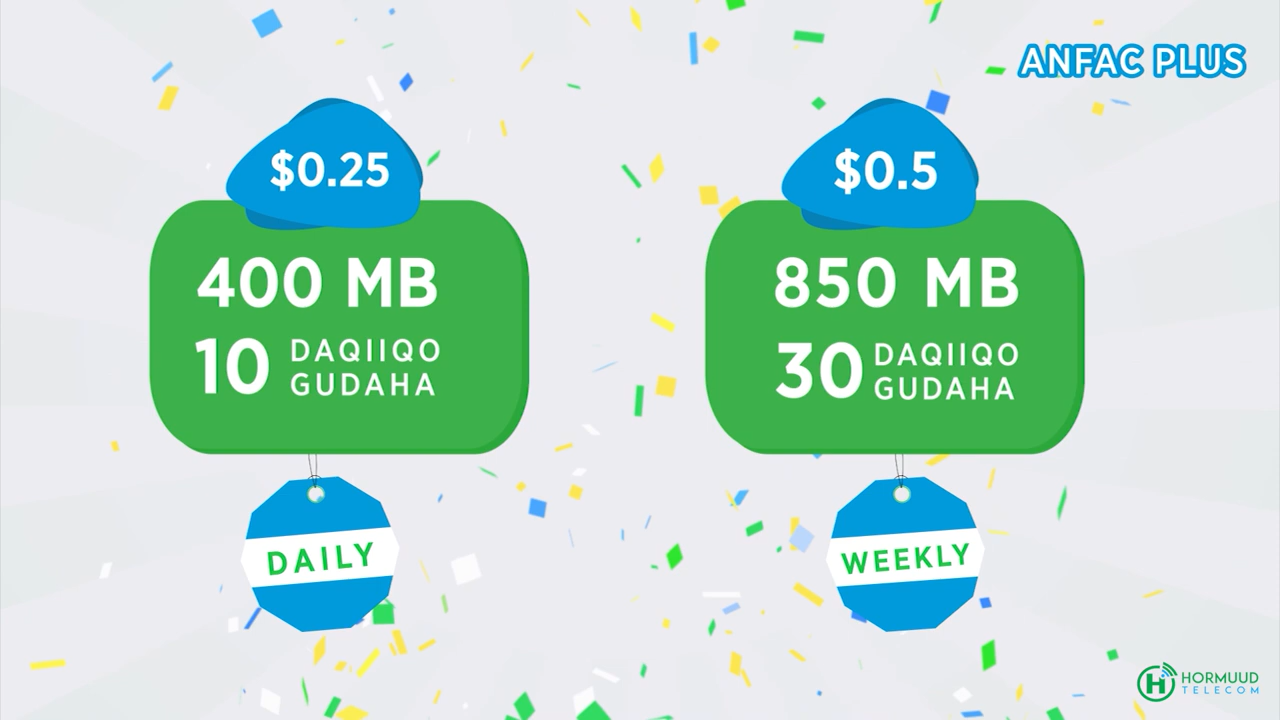 ANFAC PLUS
$0.25
400 MB
10 DAQIIQO
GUDAHA
DAILY
$0.5
850 MB
30 DAQIIQO
GUDAHA
WEEKLY
HORMUUD
TELECOM